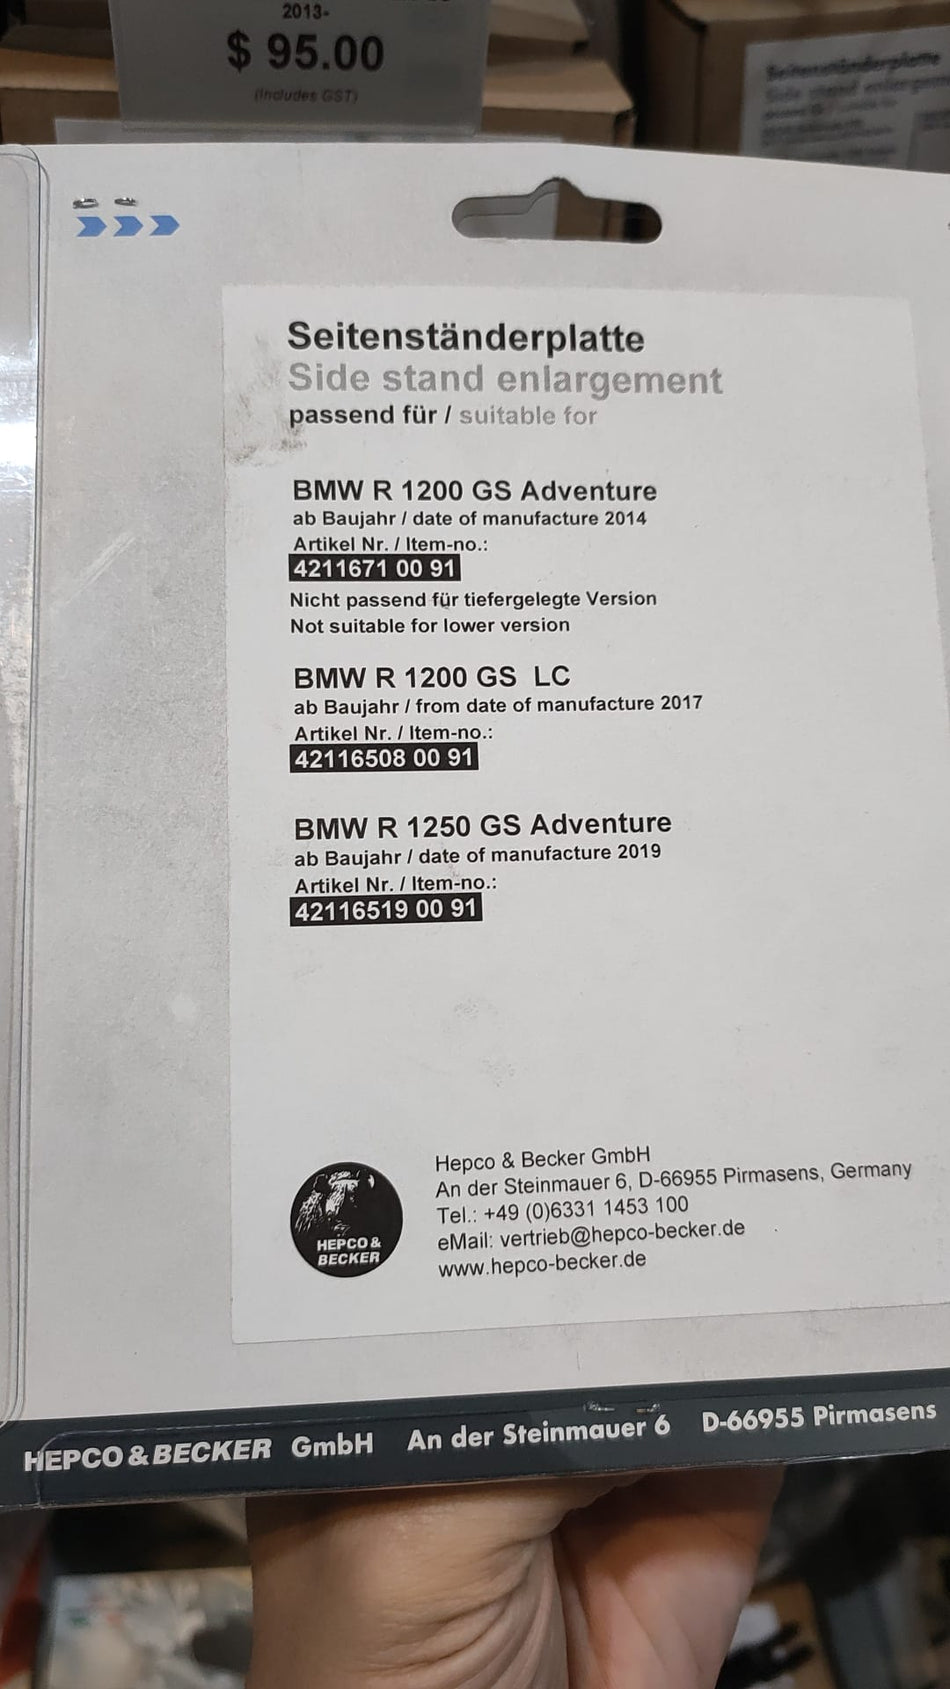 2013-
$ 95.00
(Includes GST)
Seitenständerplatte
Side stand enlargement
passend für / suitable for
BMW R 1200 GS Adventure
ab Baujahr / date of manufacture 2014
Artikel Nr. / Item-no.:
4211671 00 91
Nicht passend für tiefergelegte Version
Not suitable for lower version
BMW R 1200 GS LC
ab Baujahr / from date of manufacture 2017
Artikel Nr. / Item-no.:
42116508 00 91
BMW R 1250 GS Adventure
ab Baujahr / date of manufacture 2019
Artikel Nr. / Item-no.:
42116519 00 91
HEPCO &
BECKER
Hepco & Becker GmbH
An der Steinmauer 6, D-66955 Pirmasens, Germany
Tel.: +49 (0)6331 1453 100
eMail: vertrieb@hepco-becker.de
www.hepco-becker.de
HEPCO & BECKER GmbH An der Steinmauer 6 D-66955 Pirmasens
Seitenständerplatte